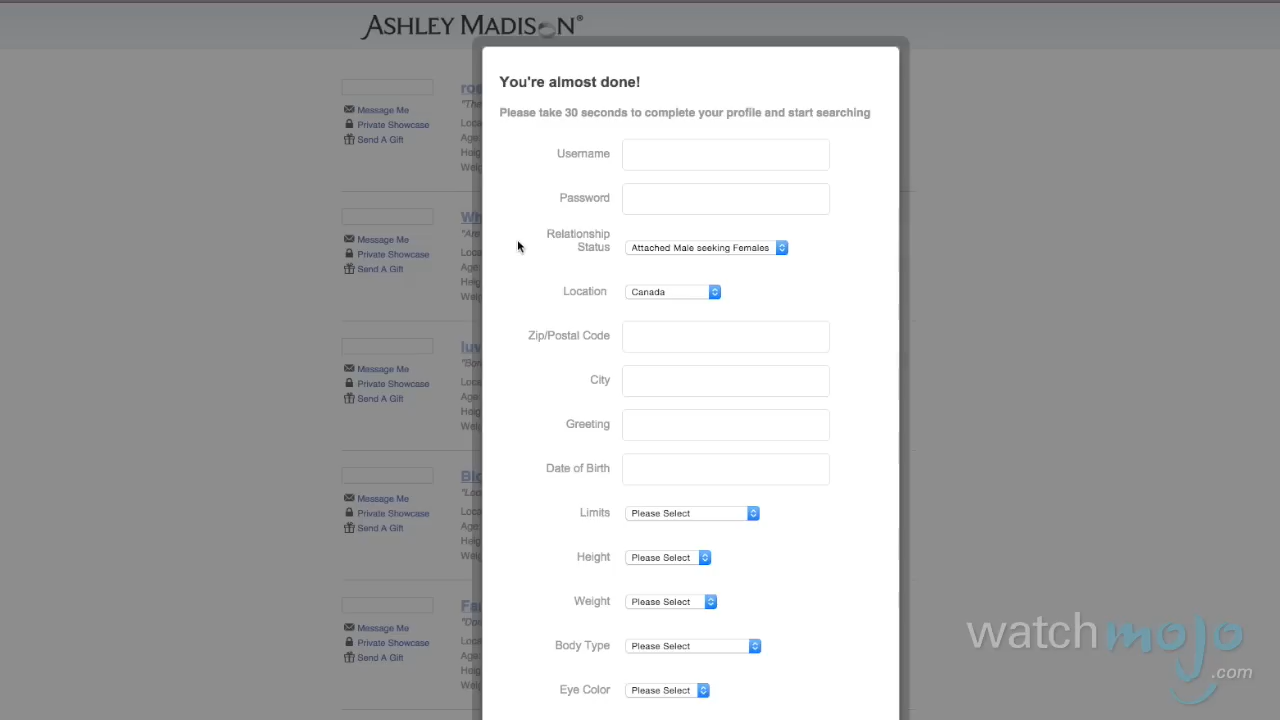 ASHLEY MADISON®
You're almost done!
Please take 30 seconds to complete your profile and start searching
Username
Password
Relationship
Status
Attached Male seeking Females
Location
Canada
Zip/Postal Code
City
Greeting
Date of Birth
Limits
Please Select
Height
Please Select
Weight
Please Select
Body Type
Please Select
Eye Color
Please Select
Message Me
Private Showcase
Send A Gift
Message Me
Private Showcase
Send A Gift
Message Me
Private Showcase
Send A Gift
Message Me
Private Showcase
Send A Gift
Message Me
Private Showcase
Send A Gift
watchmojo
.com